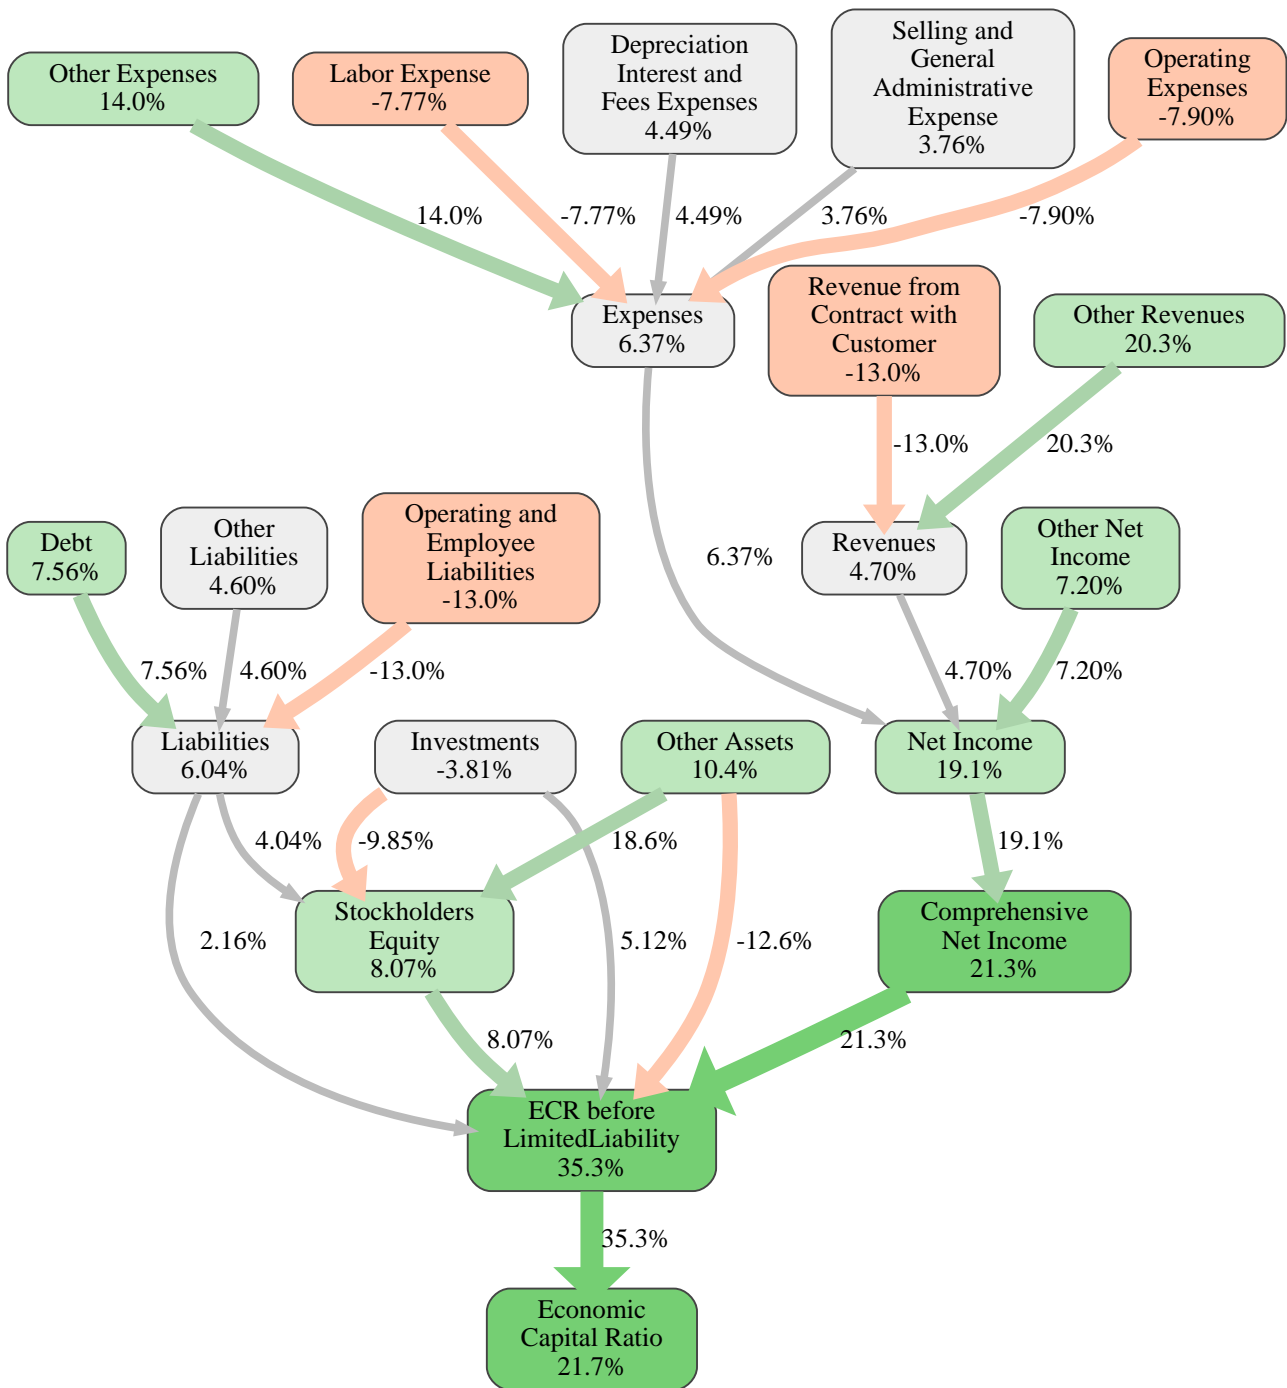 Other Expenses
14.0%
Labor Expense
-7.77%
Depreciation
Interest and
Fees Expenses
4.49%
Selling and
General
Administrative
Expense
3.76%
Operating
Expenses
-7.90%
14.0%
-7.77%
4.49%
3.76%
-7.90%
Expenses
6.37%
Revenue from
Contract with
Customer
-13.0%
Other Revenues
20.3%
-13.0%
20.3%
Debt
7.56%
Other
Liabilities
4.60%
Operating and
Employee
Liabilities
-13.0%
6.37%
Revenues
4.70%
Other Net
Income
7.20%
7.56%
4.60%
-13.0%
4.70%
7.20%
Liabilities
6.04%
Investments
-3.81%
Other Assets
10.4%
Net Income
19.1%
4.04%
-9.85%
18.6%
19.1%
Stockholders
Equity
8.07%
Comprehensive
Net Income
21.3%
2.16%
5.12%
-12.6%
8.07%
21.3%
ECR before
LimitedLiability
35.3%
35.3%
Economic
Capital Ratio
21.7%